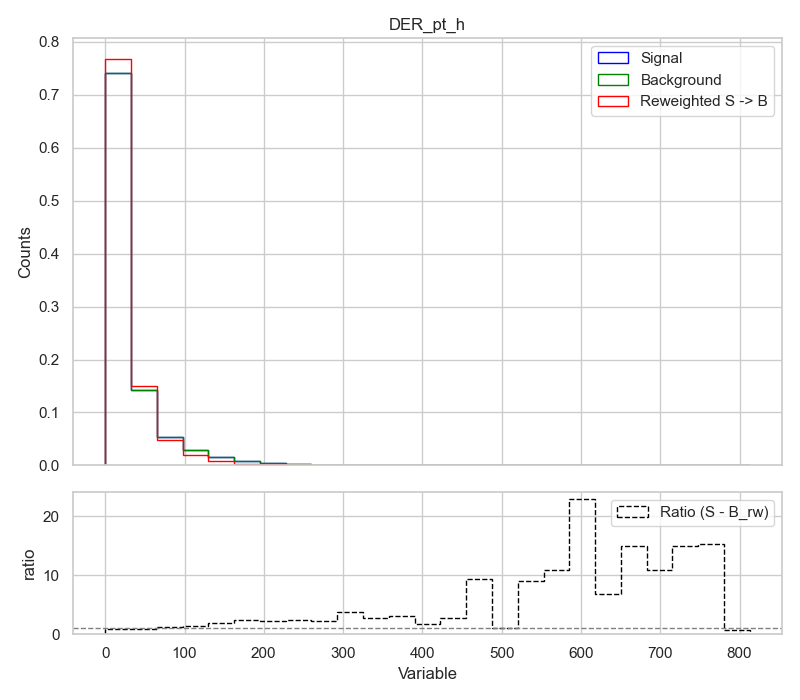 DER_pt_h
0.8
0.7
0.6
0.5
0.4
0.3
0.2
0.1
0.0
Counts
Signal
Background
Reweighted S -> B
20
10
0
ratio
Ratio (S - B_rw)
0 100 200 300 400 500 600 700 800
Variable